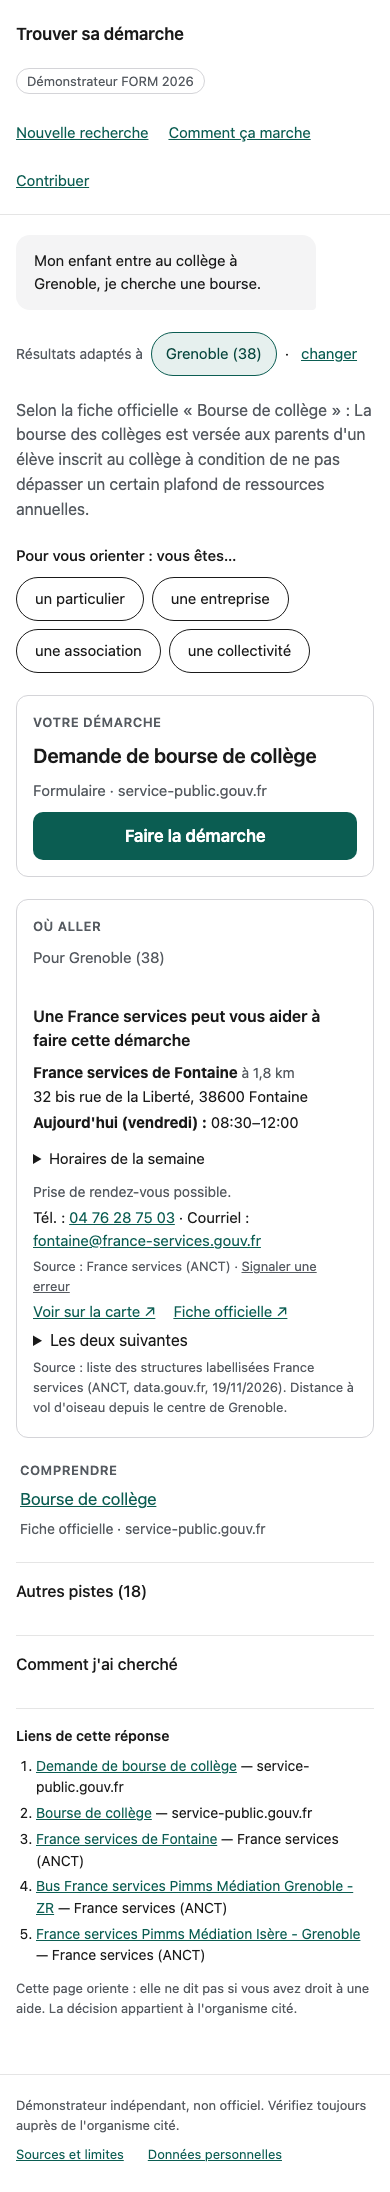 Trouver sa démarche
Démonstrateur FORM 2026
Nouvelle recherche Comment ça marche
Contribuer
Mon enfant entre au collège à
Grenoble, je cherche une bourse.
Résultats adaptés à Grenoble (38) · changer
Selon la fiche officielle « Bourse de collège » : La
bourse des collèges est versée aux parents d'un
élève inscrit au collège à condition de ne pas
dépasser un certain plafond de ressources
annuelles.
Pour vous orienter : vous êtes...
un particulier une entreprise
une association une collectivité
VOTRE DÉMARCHE
Demande de bourse de collège
Formulaire · service-public.gouv.fr
Faire la démarche
OÙ ALLER
Pour Grenoble (38)
Une France services peut vous aider à
faire cette démarche
France services de Fontaine à 1,8 km
32 bis rue de la Liberté, 38600 Fontaine
Aujourd'hui (vendredi) : 08:30–12:00
▶ Horaires de la semaine
Prise de rendez-vous possible.
Tél. : 04 76 28 75 03 · Courriel :
fontaine@france-services.gouv.fr
Source : France services (ANCT) · Signaler une
erreur
Voir sur la carte ↗ Fiche officielle ↗
▶ Les deux suivantes
Source : liste des structures labellisées France
services (ANCT, data.gouv.fr, 19/11/2026). Distance à
vol d'oiseau depuis le centre de Grenoble.
COMPRENDRE
Bourse de collège
Fiche officielle · service-public.gouv.fr
Autres pistes (18)
Comment j'ai cherché
Liens de cette réponse
1. Demande de bourse de collège — service-
public.gouv.fr
2. Bourse de collège — service-public.gouv.fr
3. France services de Fontaine — France services
(ANCT)
4. Bus France services Pimms Médiation Grenoble -
ZR — France services (ANCT)
5. France services Pimms Médiation Isère - Grenoble
— France services (ANCT)
Cette page oriente : elle ne dit pas si vous avez droit à une
aide. La décision appartient à l'organisme cité.
Démonstrateur indépendant, non officiel. Vérifiez toujours
auprès de l'organisme cité.
Sources et limites Données personnelles